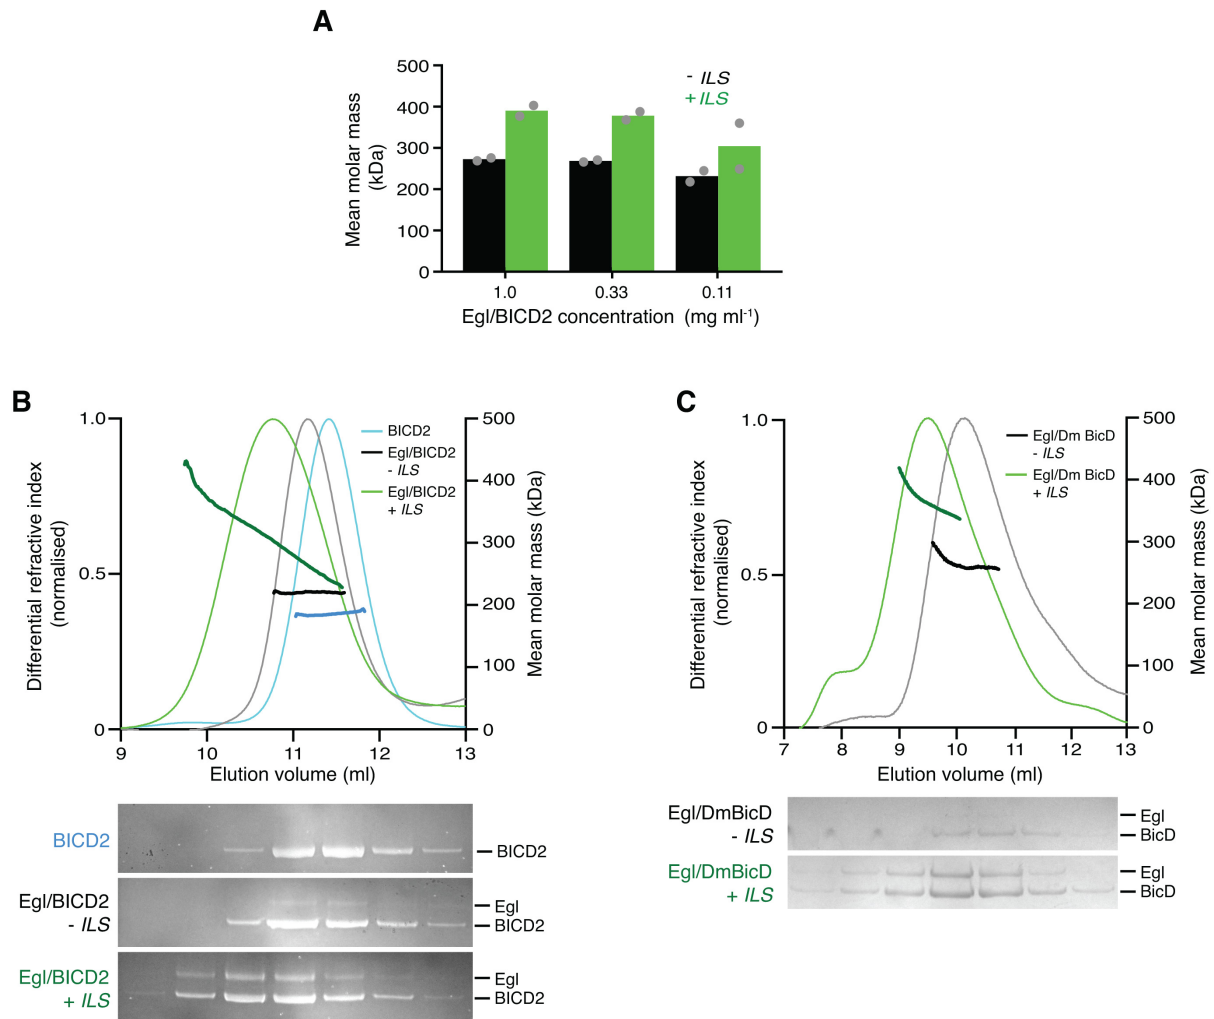 A
500
400
300
200
100
0
Mean molar mass
(kDa)
- ILS
+ ILS
1.0
0.33
0.11
Egl/BICD2 concentration (mg ml-1)
B
1.0
0.5
0
Differential refractive index
(normalised)
500
400
300
200
100
0
Mean molar mass (kDa)
BICD2
Egl/BICD2
- ILS
Egl/BICD2
+ ILS
9
10
11
12
13
Elution volume (ml)
BICD2
BICD2
Egl/BICD2
- ILS
Egl
BICD2
Egl/BICD2
+ ILS
Egl
BICD2
C
1.0
0.5
0
Differential refractive index
(normalised)
500
400
300
200
100
0
Mean molar mass (kDa)
Egl/Dm BicD
- ILS
Egl/Dm BicD
+ ILS
7
8
9
10
11
12
13
Elution volume (ml)
Egl/DmBicD
- ILS
Egl
BicD
Egl/DmBicD
+ ILS
Egl
BicD